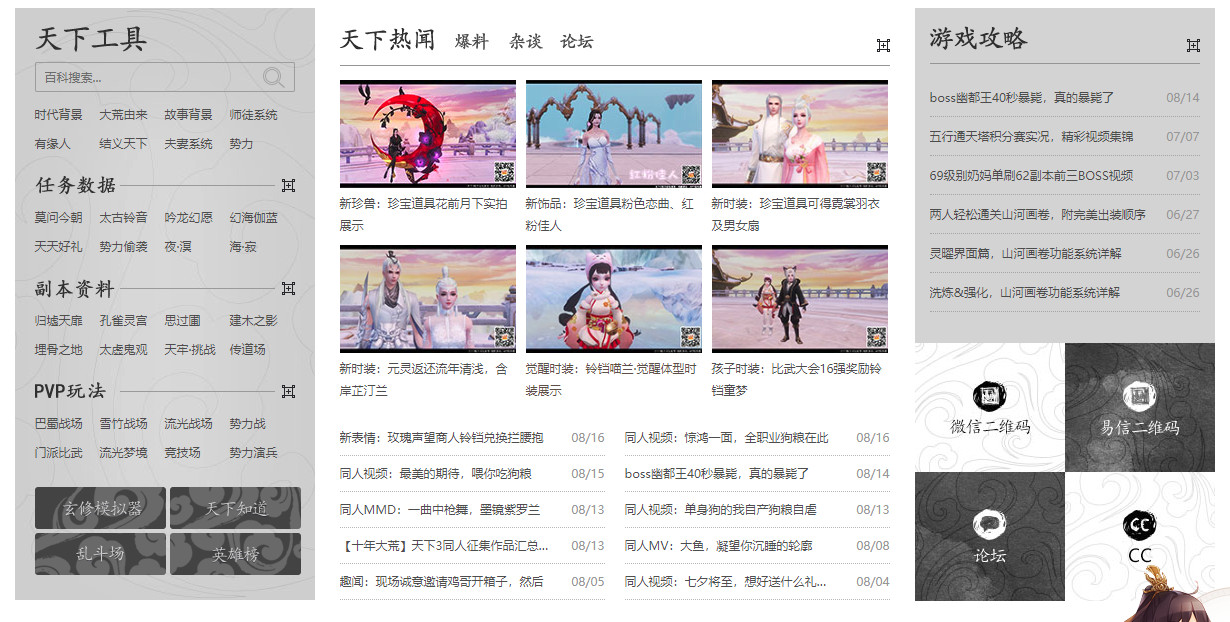 天下工具
百科搜索...
时代背景 大荒由来 故事背景 师徒系统
有缘人 结义天下 夫妻系统 势力
任务数据
莫问今朝 太古铃音 吟龙幻愿 幻海伽蓝
天天好礼 势力偷袭 夜·溟 海·寂
副本资料
归墟天扉 孔雀灵宫 思过圃 建木之影
埋骨之地 太虚鬼观 天牢·挑战 传道场
PVP玩法
巴蜀战场 雪竹战场 流光战场 势力战
门派比武 流光梦境 竞技场 势力演兵
玄修模拟器 天下知道
乱斗场 英雄榜
天下热闻 爆料 杂谈 论坛
红粉佳人
新珍兽：珍宝道具花前月下实拍
展示
新饰品：珍宝道具粉色恋曲、红
粉佳人
新时装：珍宝道具可得霓裳羽衣
及男女扇
新时装：元灵返还流年清浅，含
岸芷汀兰
觉醒时装：铃铛喵兰·觉醒体型时
装展示
孩子时装：比武大会16强奖励铃
铛童梦
新表情：玫瑰声望商人铃铛兑换拦腰抱 08/16
同人视频：最美的期待，喂你吃狗粮 08/15
同人MMD：一曲中枪舞，墨镜紫罗兰 08/13
【十年大荒】天下3同人征集作品汇总... 08/13
趣闻：现场诚意邀请鸡哥开箱子，然后 08/05
同人视频：惊鸿一面，全职业狗粮在此 08/16
boss幽都王40秒暴毙，真的暴毙了 08/14
同人视频：单身狗的我自产狗粮自虐 08/13
同人MV：大鱼，凝望你沉睡的轮廓 08/08
同人视频：七夕将至，想好送什么礼... 08/04
游戏攻略
boss幽都王40秒暴毙，真的暴毙了 08/14
五行通天塔积分赛实况，精彩视频集锦 07/07
69级别奶妈单刷62副本前三BOSS视频 07/03
两人轻松通关山河画卷，附完美出装顺序 06/27
灵曜界面篇，山河画卷功能系统详解 06/26
洗炼&强化，山河画卷功能系统详解 06/26
微信二维码 易信二维码
论坛
CC
CC